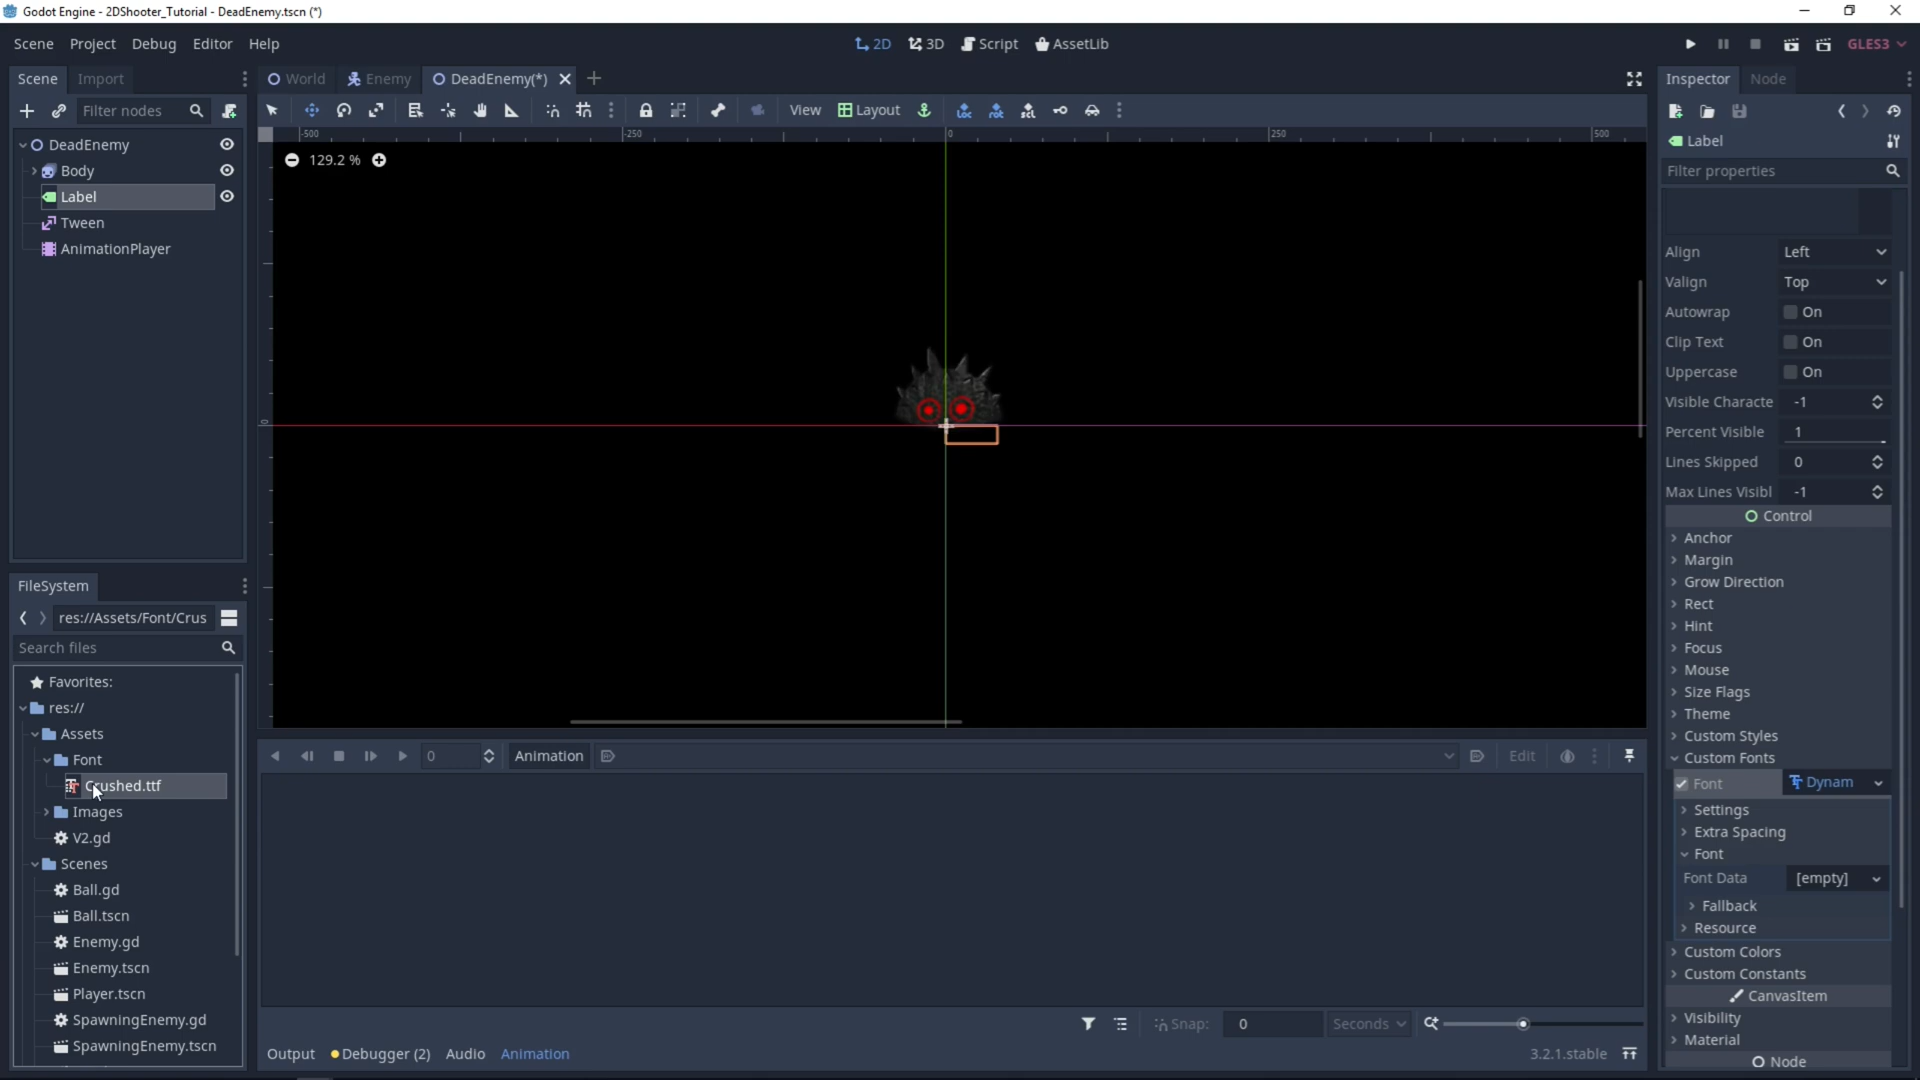 Godot Engine - 2DShooter_Tutorial - DeadEnemy.tscn (*)
Scene Project Debug Editor Help
2D 3D Script AssetLib
GLES3
Scene Import
World Enemy DeadEnemy(*)
Inspector Node
Filter nodes
View Layout
-500 -250 0 250 500
DeadEnemy
Body
Label
Tween
AnimationPlayer
129.2 %
0
Label
Filter properties
Align Left
Valign Top
Autowrap On
Clip Text On
Uppercase On
Visible Characte -1
Percent Visible 1
Lines Skipped 0
Max Lines Visibl -1
Control
Anchor
Margin
Grow Direction
Rect
Hint
Focus
Mouse
Size Flags
Theme
Custom Styles
Custom Fonts
Font Dynam
Settings
Extra Spacing
Font
Font Data [empty]
Fallback
Resource
Custom Colors
Custom Constants
CanvasItem
Visibility
Material
Node
FileSystem
res://Assets/Font/Crus
Search files
Favorites:
res://
Assets
Font
Crushed.ttf
Images
V2.gd
Scenes
Ball.gd
Ball.tscn
Enemy.gd
Enemy.tscn
Player.tscn
SpawningEnemy.gd
SpawningEnemy.tscn
0 Animation Edit
Snap: 0 Seconds
Output Debugger (2) Audio Animation
3.2.1.stable